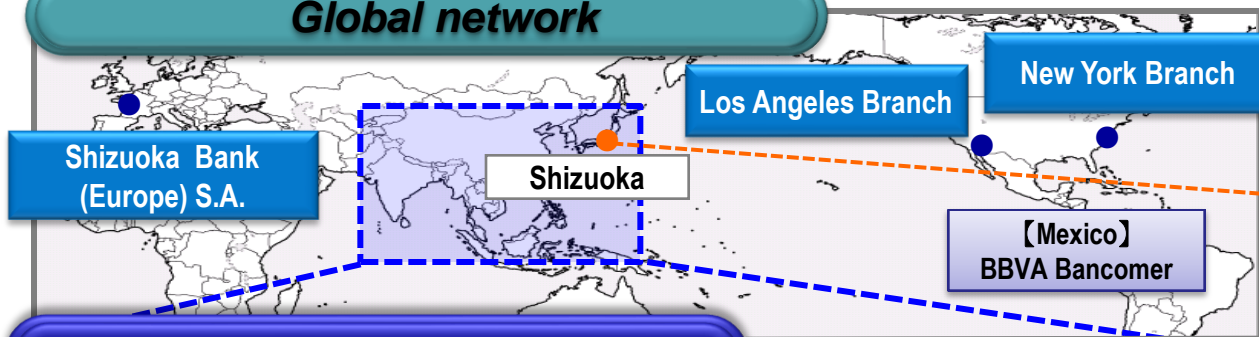 Global network
New York Branch
Los Angeles Branch
Shizuoka Bank
(Europe) S.A.
Shizuoka
【Mexico】
BBVA Bancomer